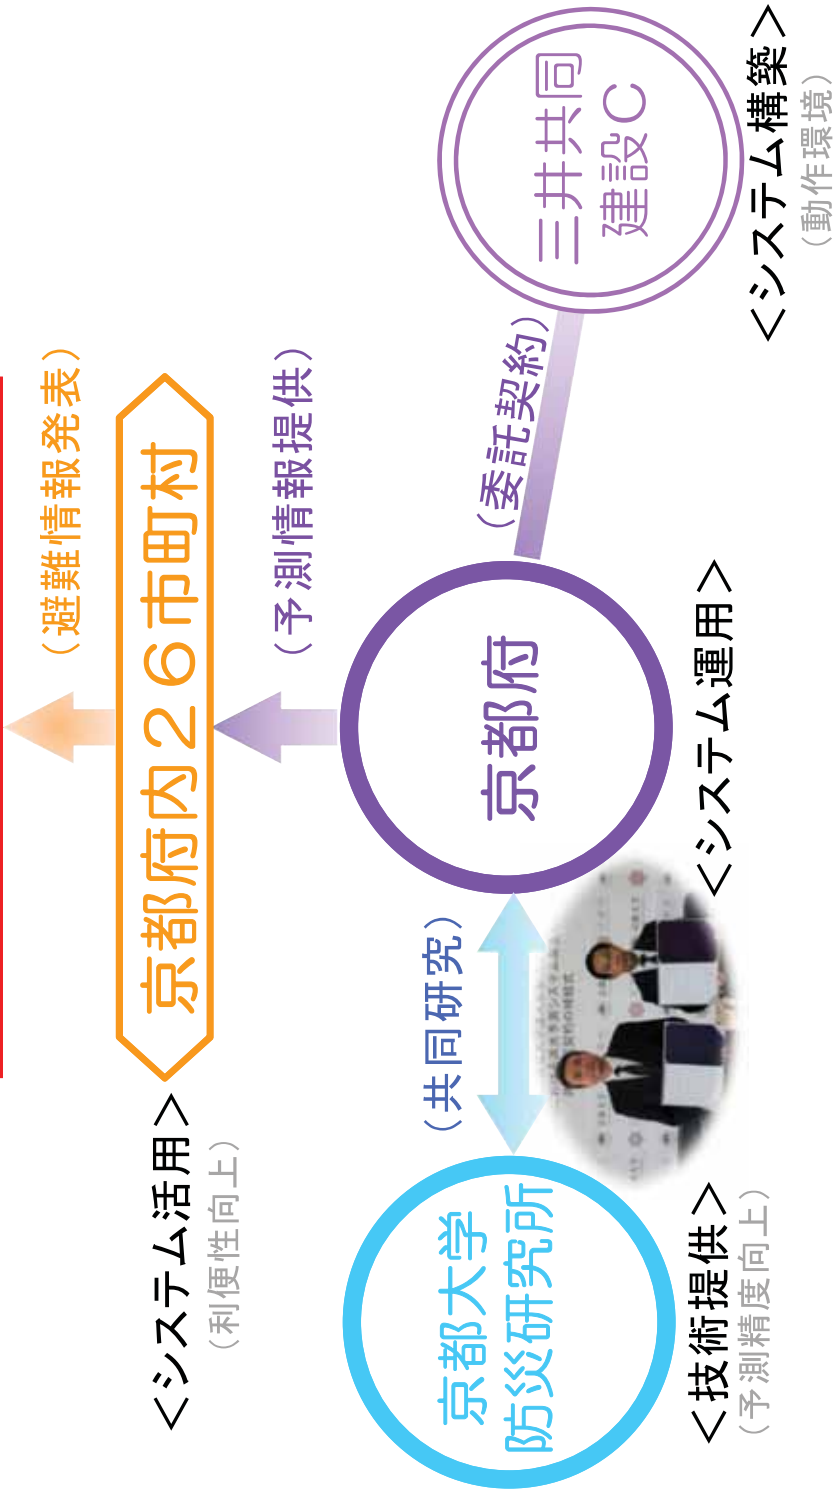 （避難情報発表）
京都府内２６市町村
＜システム活用＞
（利便性向上）
（予測情報提供）
京都大学
防災研究所
（共同研究）
京都府
（委託契約）
三井共同
建設Ｃ
＜技術提供＞
（予測精度向上）
＜システム運用＞
＜システム構築＞
（動作環境）